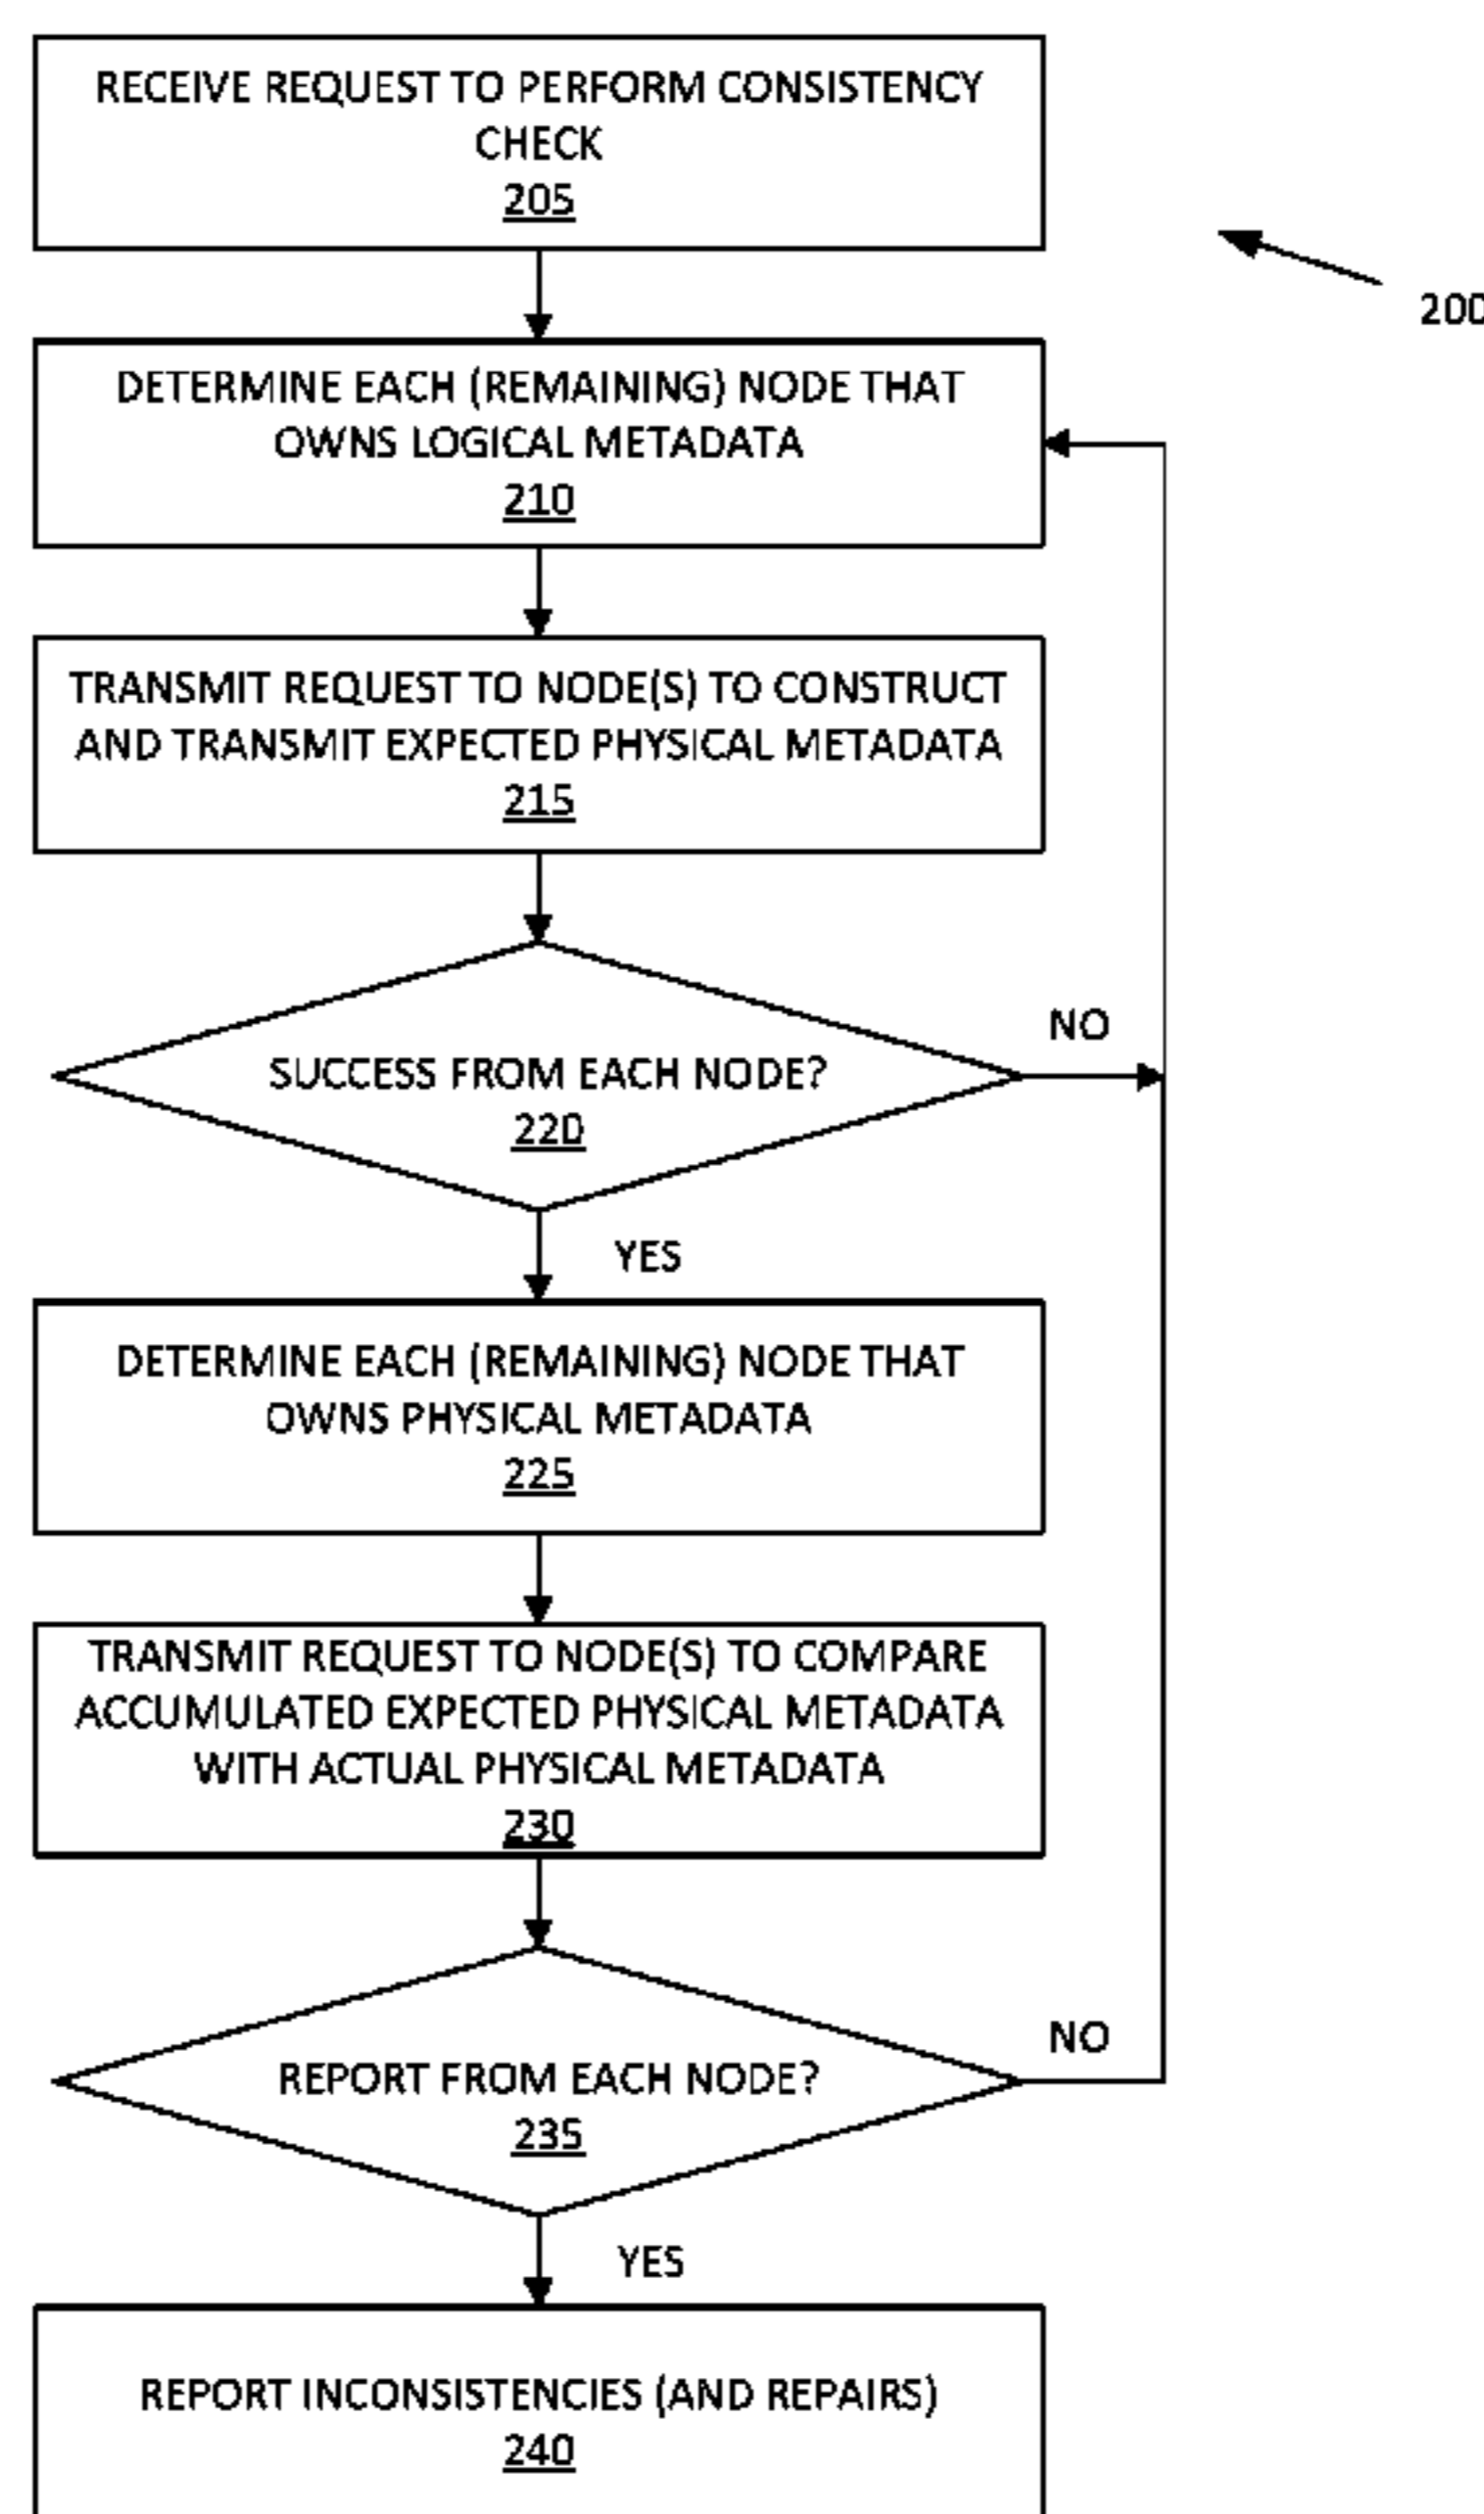 RECEIVE REQUEST TO PERFORM CONSISTENCY
CHECK
205
200
DETERMINE EACH (REMAINING) NODE THAT
OWNS LOGICAL METADATA
210
TRANSMIT REQUEST TO NODE(S) TO CONSTRUCT
AND TRANSMIT EXPECTED PHYSICAL METADATA
215
NO
SUCCESS FROM EACH NODE?
220
YES
DETERMINE EACH (REMAINING) NODE THAT
OWNS PHYSICAL METADATA
225
TRANSMIT REQUEST TO NODE(S) TO COMPARE
ACCUMULATED EXPECTED PHYSICAL METADATA
WITH ACTUAL PHYSICAL METADATA
230
NO
REPORT FROM EACH NODE?
235
YES
REPORT INCONSISTENCIES (AND REPAIRS)
240